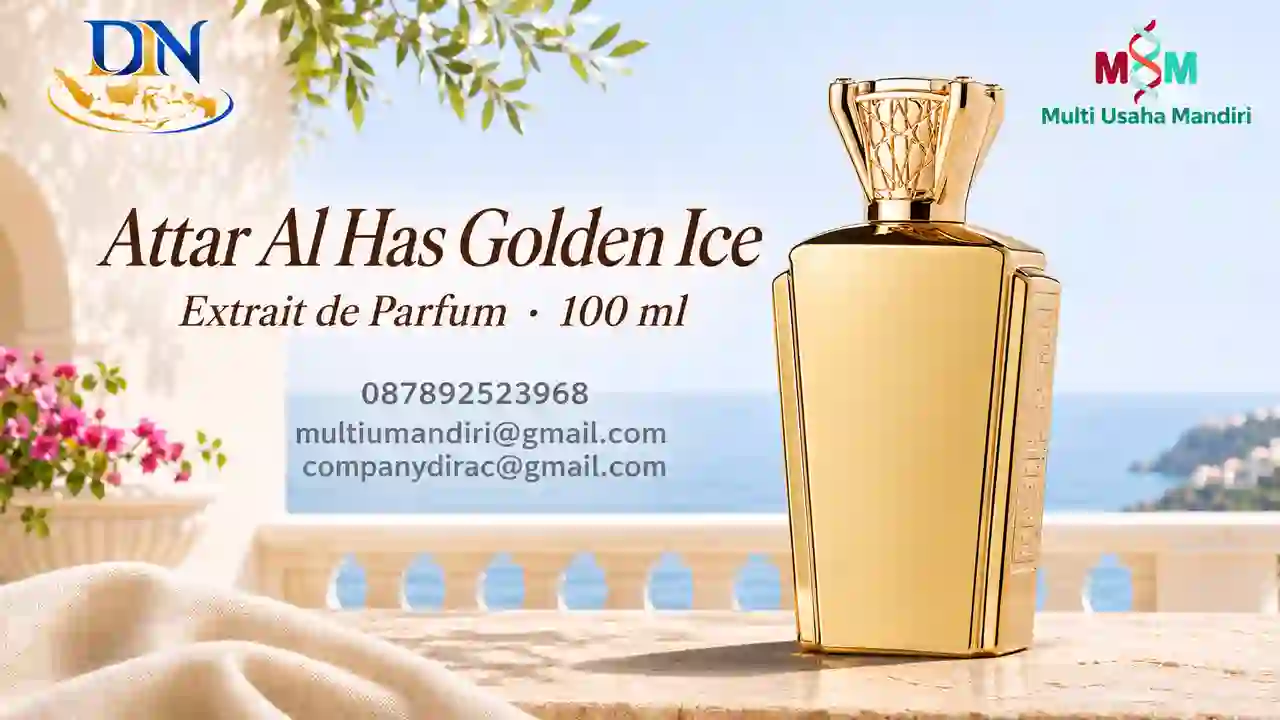 DN
M M
Multi Usaha Mandiri
Attar Al Has Golden Ice
Extrait de Parfum · 100 ml
087892523968
multiumandiri@gmail.com
companydirac@gmail.com